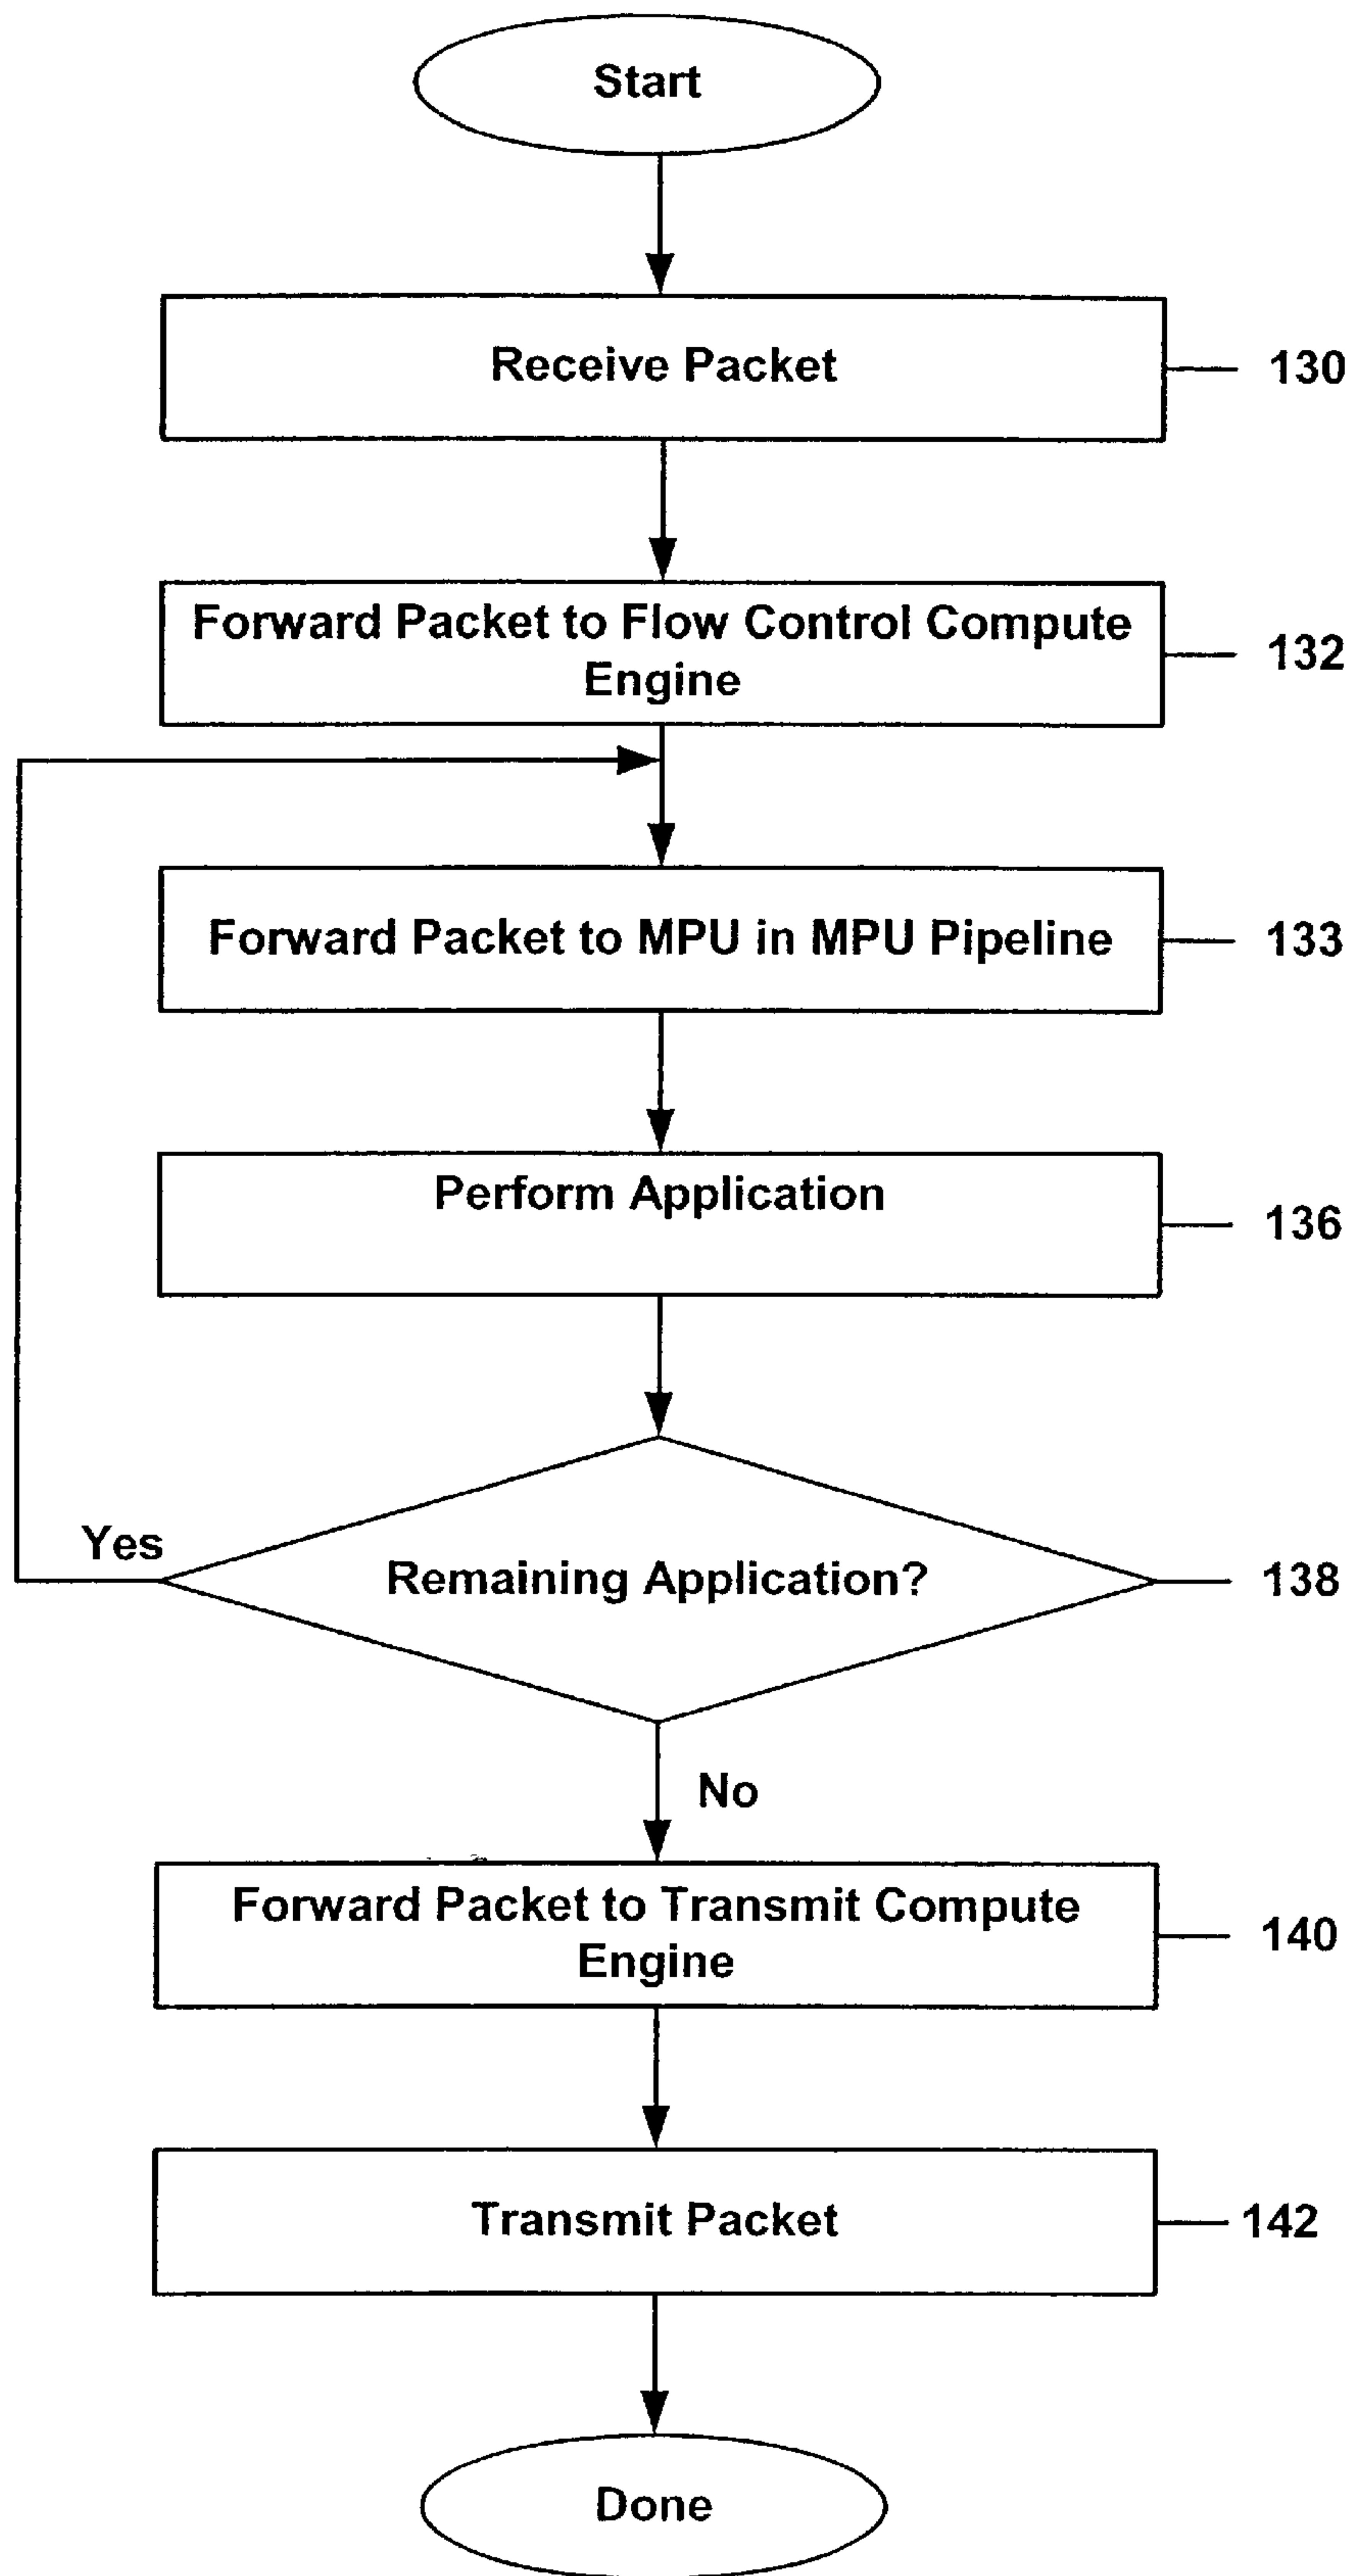 Start
Receive Packet
130
Forward Packet to Flow Control Compute
Engine
132
Forward Packet to MPU in MPU Pipeline
133
Perform Application
136
Yes
Remaining Application?
138
No
Forward Packet to Transmit Compute
Engine
140
Transmit Packet
142
Done